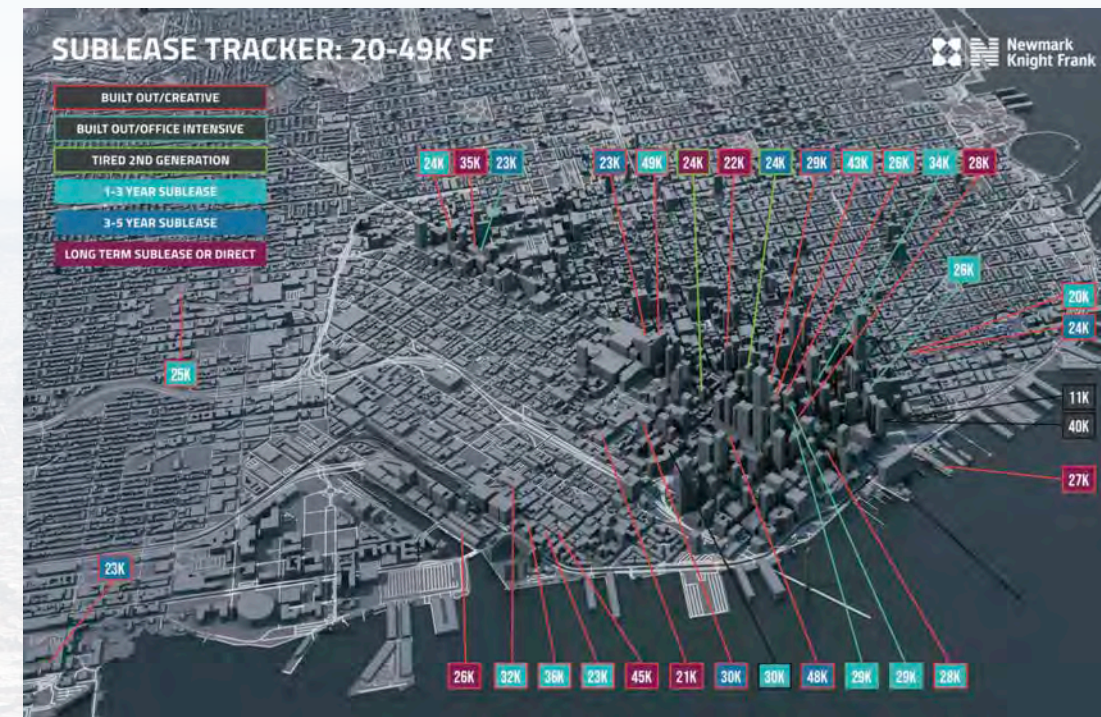 SUBLEASE TRACKER: 20-49K SF
Newmark
Knight Frank
BUILT OUT/CREATIVE
BUILT OUT/OFFICE INTENSIVE
TIRED 2ND GENERATION
1-3 YEAR SUBLEASE
3-5 YEAR SUBLEASE
LONG TERM SUBLEASE OR DIRECT
24K 35K 23K 23K 49K 24K 22K 24K 29K 43K 26K 34K 28K
26K
20K
24K
25K
11K
40K
27K
23K
26K 32K 36K 23K 45K 21K 30K 30K 48K 29K 29K 28K